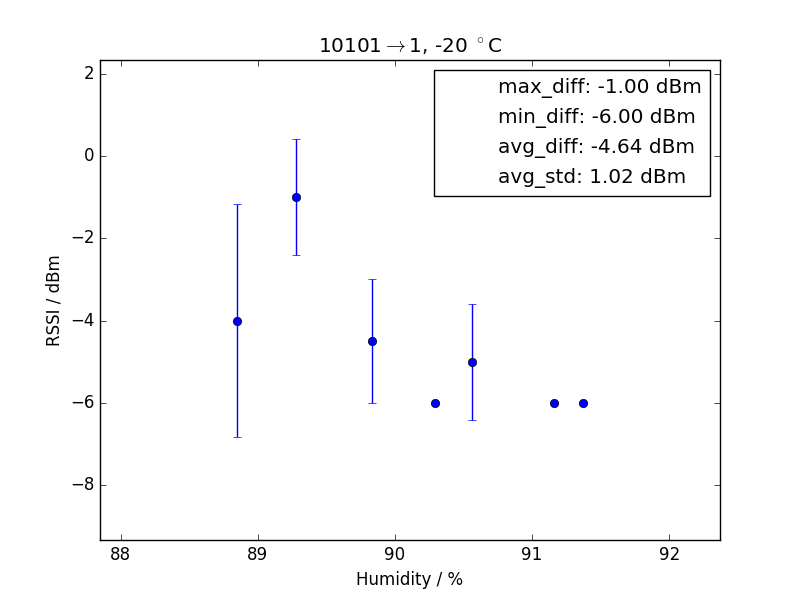 10101→1, -20 °C
max_diff: -1.00 dBm
min_diff: -6.00 dBm
avg_diff: -4.64 dBm
avg_std: 1.02 dBm
RSSI / dBm
2
0
−2
−4
−6
−8
88 89 90 91 92
Humidity / %